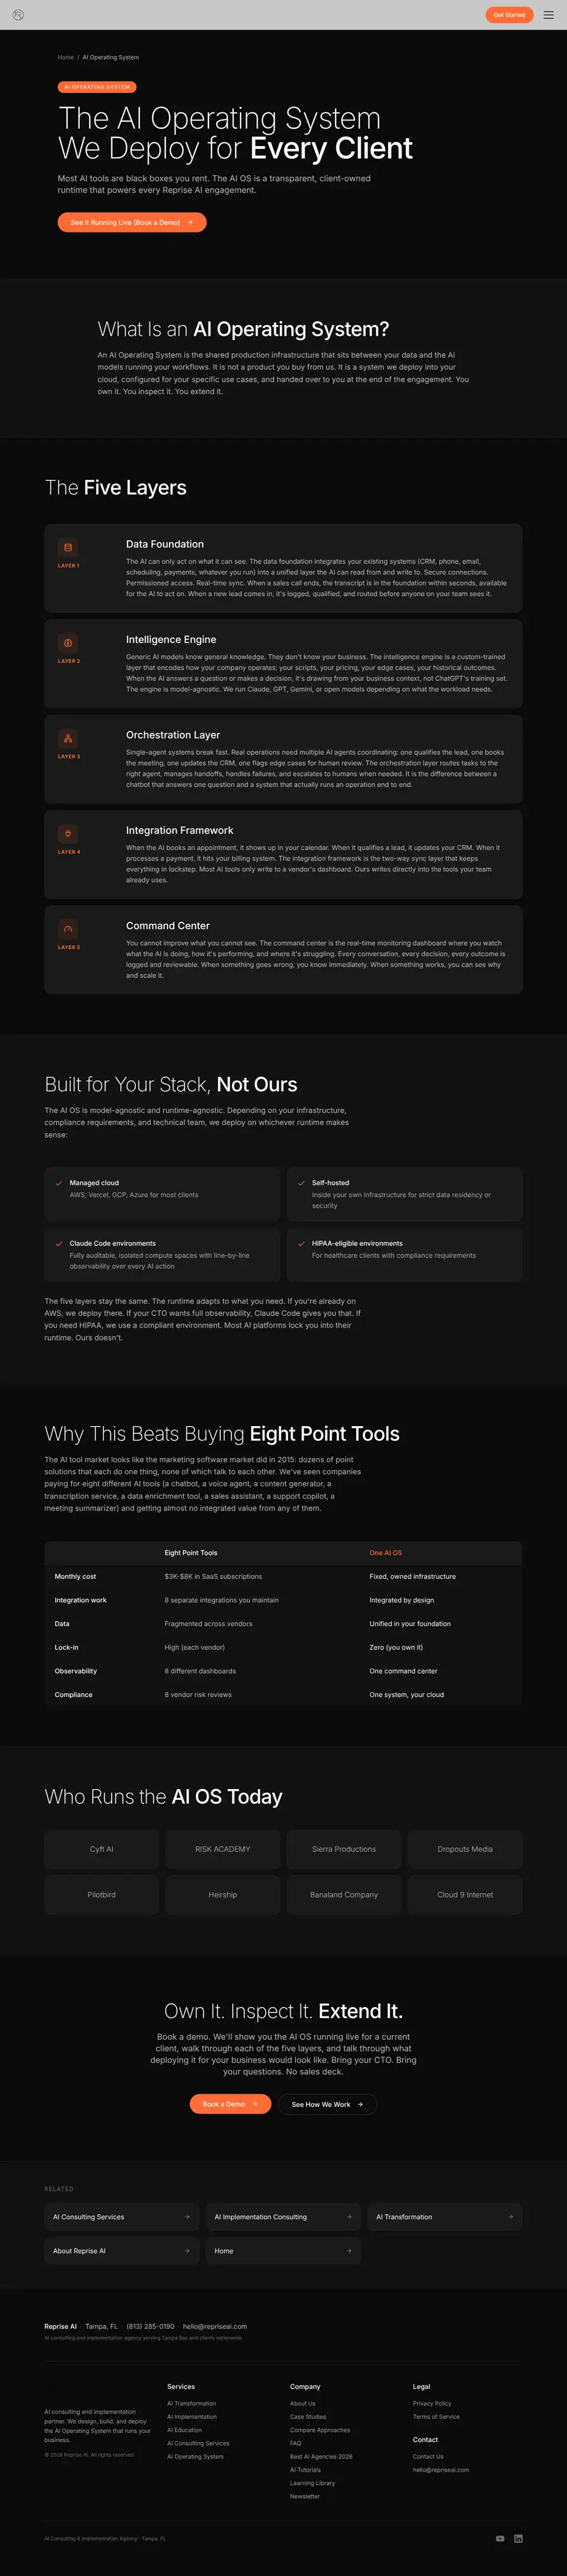 Get Started
Home / AI Operating System
AI OPERATING SYSTEM
The AI Operating System
We Deploy for Every Client
Most AI tools are black boxes you rent. The AI OS is a transparent, client-owned
runtime that powers every Reprise AI engagement.
See It Running Live (Book a Demo) →
What Is an AI Operating System?
An AI Operating System is the shared production infrastructure that sits between your data and the AI
models running your workflows. It is not a product you buy from us. It is a system we deploy into your
cloud, configured for your specific use cases, and handed over to you at the end of the engagement. You
own it. You inspect it. You extend it.
The Five Layers
LAYER 1
Data Foundation
The AI can only act on what it can see. The data foundation integrates your existing systems (CRM, phone, email,
scheduling, payments, whatever you run) into a unified layer the AI can read from and write to. Secure connections.
Permissioned access. Real-time sync. When a sales call ends, the transcript is in the foundation within seconds, available
for the AI to act on. When a new lead comes in, it's logged, qualified, and routed before anyone on your team sees it.
LAYER 2
Intelligence Engine
Generic AI models know general knowledge. They don't know your business. The intelligence engine is a custom-trained
layer that encodes how your company operates: your scripts, your pricing, your edge cases, your historical outcomes.
When the AI answers a question or makes a decision, it's drawing from your business context, not ChatGPT's training set.
The engine is model-agnostic. We run Claude, GPT, Gemini, or open models depending on what the workload needs.
LAYER 3
Orchestration Layer
Single-agent systems break fast. Real operations need multiple AI agents coordinating: one qualifies the lead, one books
the meeting, one updates the CRM, one flags edge cases for human review. The orchestration layer routes tasks to the
right agent, manages handoffs, handles failures, and escalates to humans when needed. It is the difference between a
chatbot that answers one question and a system that actually runs an operation end to end.
LAYER 4
Integration Framework
When the AI books an appointment, it shows up in your calendar. When it qualifies a lead, it updates your CRM. When it
processes a payment, it hits your billing system. The integration framework is the two-way sync layer that keeps
everything in lockstep. Most AI tools only write to a vendor's dashboard. Ours writes directly into the tools your team
already uses.
LAYER 5
Command Center
You cannot improve what you cannot see. The command center is the real-time monitoring dashboard where you watch
what the AI is doing, how it's performing, and where it's struggling. Every conversation, every decision, every outcome is
logged and reviewable. When something goes wrong, you know immediately. When something works, you can see why
and scale it.
Built for Your Stack, Not Ours
The AI OS is model-agnostic and runtime-agnostic. Depending on your infrastructure,
compliance requirements, and technical team, we deploy on whichever runtime makes
sense:
Managed cloud
AWS, Vercel, GCP, Azure for most clients
Self-hosted
Inside your own infrastructure for strict data residency or
security
Claude Code environments
Fully auditable, isolated compute spaces with line-by-line
observability over every AI action
HIPAA-eligible environments
For healthcare clients with compliance requirements
The five layers stay the same. The runtime adapts to what you need. If you're already on
AWS, we deploy there. If your CTO wants full observability, Claude Code gives you that. If
you need HIPAA, we use a compliant environment. Most AI platforms lock you into their
runtime. Ours doesn't.
Why This Beats Buying Eight Point Tools
The AI tool market looks like the marketing software market did in 2015: dozens of point
solutions that each do one thing, none of which talk to each other. We've seen companies
paying for eight different AI tools (a chatbot, a voice agent, a content generator, a
transcription service, a data enrichment tool, a sales assistant, a support copilot, a
meeting summarizer) and getting almost no integrated value from any of them.
Eight Point Tools One AI OS
Monthly cost $3K-$8K in SaaS subscriptions Fixed, owned infrastructure
Integration work 8 separate integrations you maintain Integrated by design
Data Fragmented across vendors Unified in your foundation
Lock-in High (each vendor) Zero (you own it)
Observability 8 different dashboards One command center
Compliance 8 vendor risk reviews One system, your cloud
Who Runs the AI OS Today
Cyft AI RISK ACADEMY Sierra Productions Dropouts Media
Pilotbird Heirship Banaland Company Cloud 9 Internet
Own It. Inspect It. Extend It.
Book a demo. We'll show you the AI OS running live for a current
client, walk through each of the five layers, and talk through what
deploying it for your business would look like. Bring your CTO. Bring
your questions. No sales deck.
Book a Demo → See How We Work →
RELATED
AI Consulting Services → AI Implementation Consulting → AI Transformation →
About Reprise AI → Home →
Reprise AI · Tampa, FL · (813) 285-0190 · hello@repriseai.com
AI consulting and implementation agency serving Tampa Bay and clients nationwide.
AI consulting and implementation
partner. We design, build, and deploy
the AI Operating System that runs your
business.
© 2026 Reprise AI. All rights reserved.
Services
AI Transformation
AI Implementation
AI Education
AI Consulting Services
AI Operating System
Company
About Us
Case Studies
Compare Approaches
FAQ
Best AI Agencies 2026
AI Tutorials
Learning Library
Newsletter
Legal
Privacy Policy
Terms of Service
Contact
Contact Us
hello@repriseai.com
AI Consulting & Implementation Agency · Tampa, FL